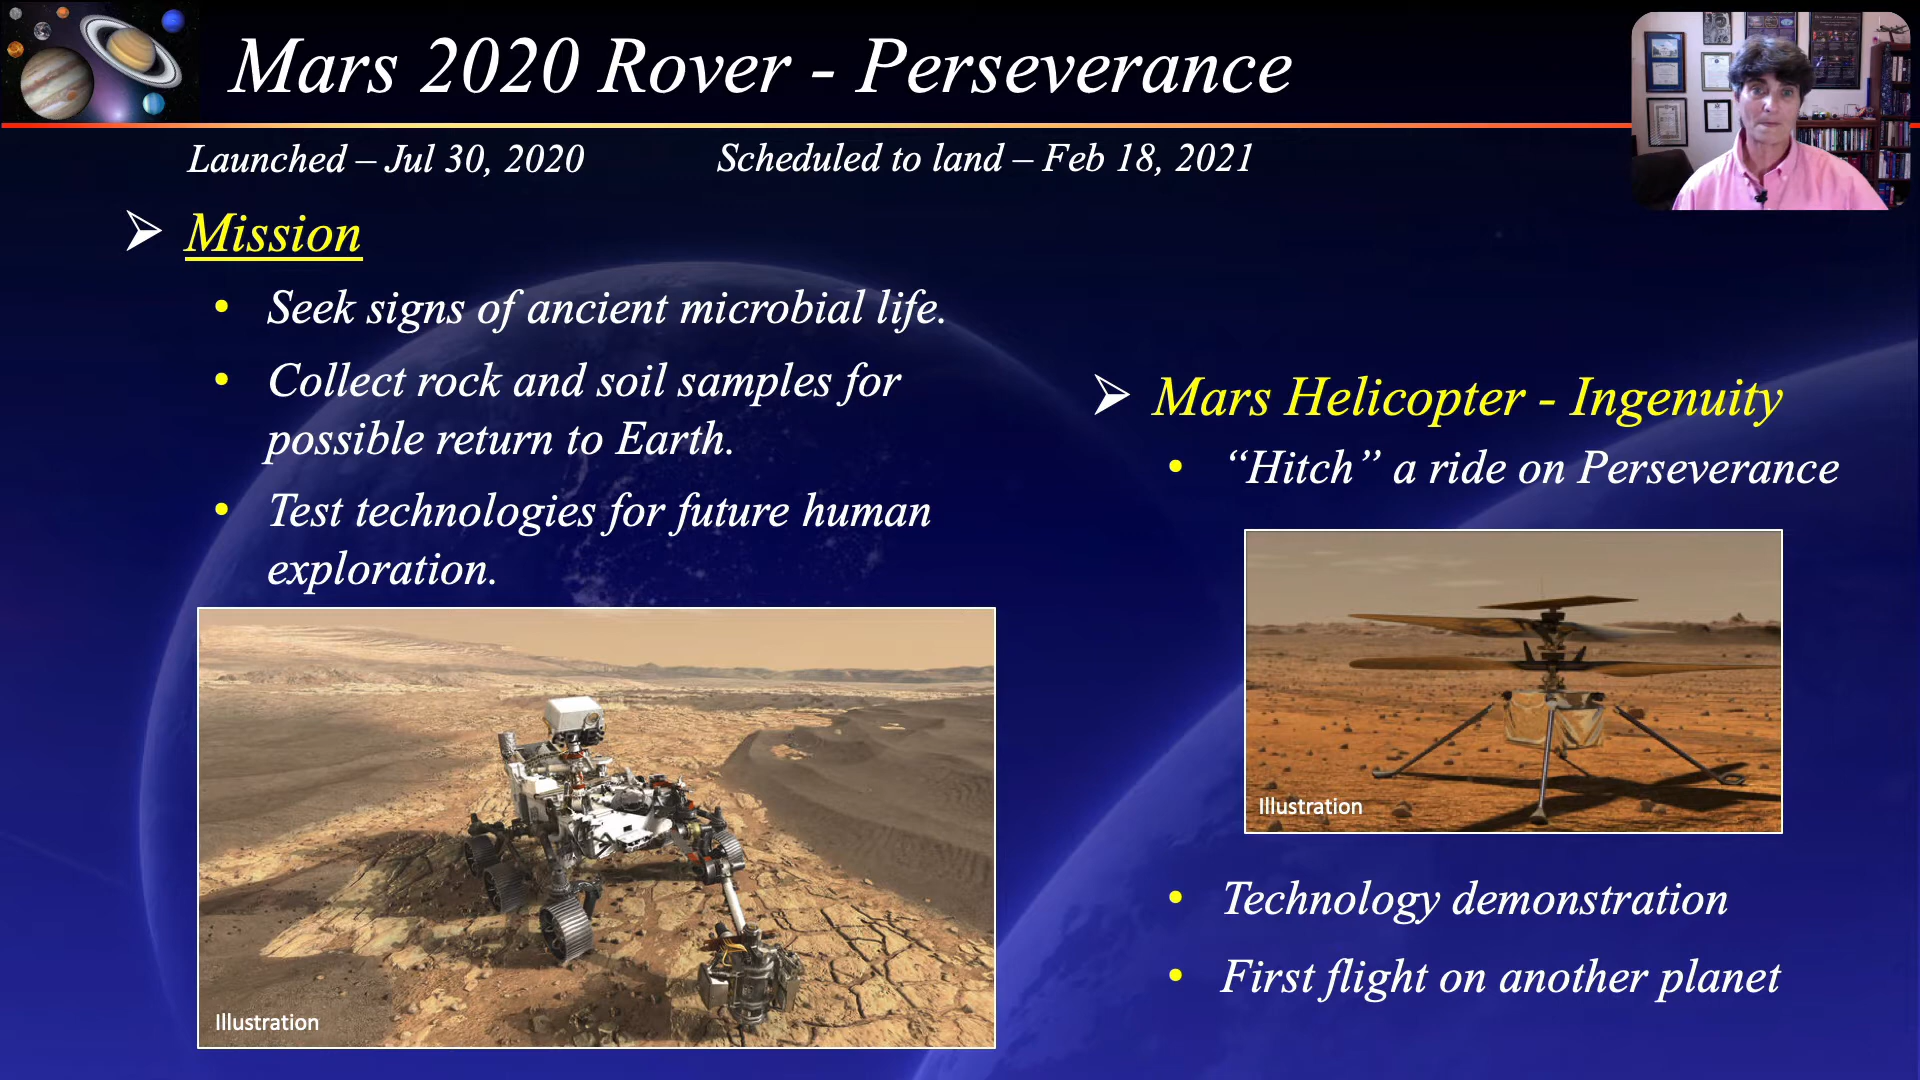 Mars 2020 Rover - Perseverance
Launched – Jul 30, 2020
Scheduled to land – Feb 18, 2021
Mission
Seek signs of ancient microbial life.
Collect rock and soil samples for
possible return to Earth.
Test technologies for future human
exploration.
Illustration
Mars Helicopter - Ingenuity
“Hitch” a ride on Perseverance
Illustration
Technology demonstration
First flight on another planet